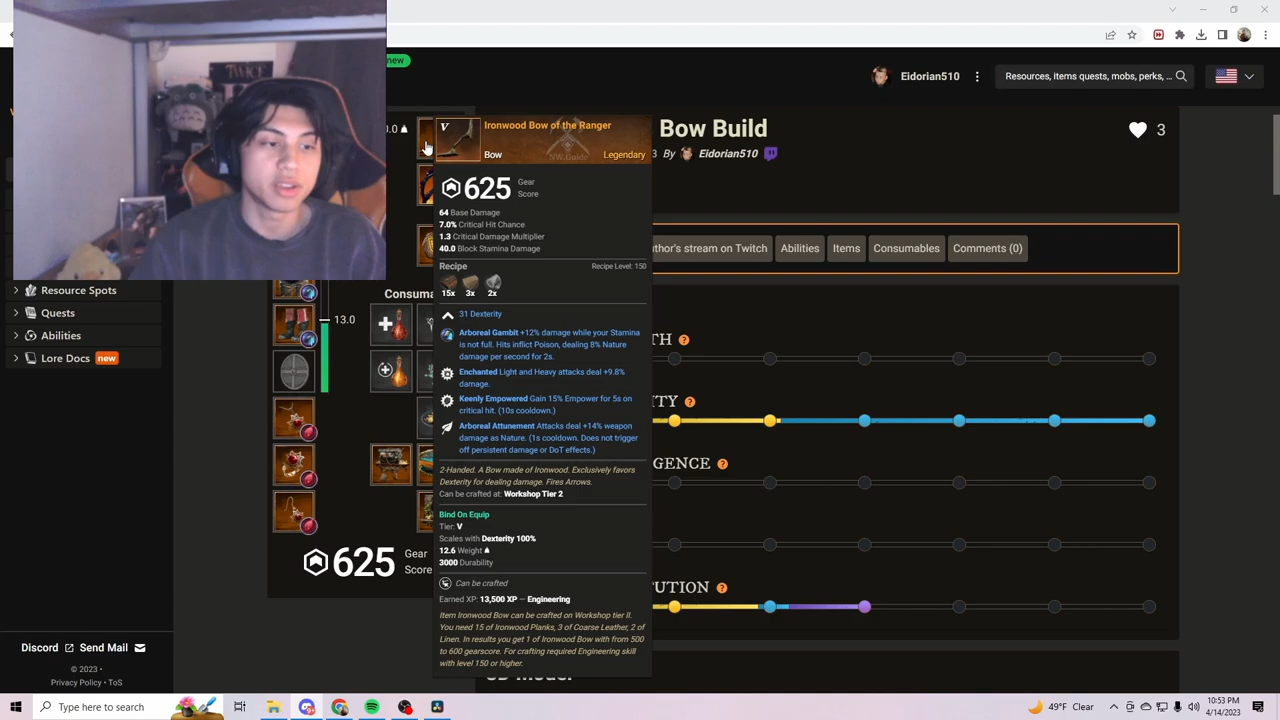 new
0.0
TWICE
Eidorian510
Resources, items quests, mobs, perks, ...
V
Ironwood Bow of the Ranger
Bow
NW.Guide
Legendary
Bow Build
3 By Eidorian510
3
625 Gear Score
64 Base Damage
7.0% Critical Hit Chance
1.3 Critical Damage Multiplier
40.0 Block Stamina Damage
Recipe
Recipe Level: 150
15x 3x 2x
31 Dexterity
Arboreal Gambit +12% damage while your Stamina
is not full. Hits inflict Poison, dealing 8% Nature
damage per second for 2s.
Enchanted Light and Heavy attacks deal +9.8%
damage.
Keenly Empowered Gain 15% Empower for 5s on
critical hit. (10s cooldown.)
Arboreal Attunement Attacks deal +14% weapon
damage as Nature. (1s cooldown. Does not trigger
off persistent damage or DoT effects.)
2-Handed. A Bow made of Ironwood. Exclusively favors
Dexterity for dealing damage. Fires Arrows.
Can be crafted at: Workshop Tier 2
Bind On Equip
Tier: V
Scales with Dexterity 100%
12.6 Weight
3000 Durability
Can be crafted
Earned XP: 13,500 XP — Engineering
Item Ironwood Bow can be crafted on Workshop tier II.
You need 15 of Ironwood Planks, 3 of Coarse Leather, 2 of
Linen. In results you get 1 of Ironwood Bow with from 500
to 600 gearscore. For crafting required Engineering skill
with level 150 or higher.
hor's stream on Twitch
Abilities
Items
Consumables
Comments (0)
TH
ITY
GENCE
TUTION
Resource Spots
Quests
Abilities
Lore Docs new
Consuma
13.0
625 Gear Score
Discord
Send Mail
© 2023 •
Privacy Policy • ToS
Type here to search
9+
10:53 PM
4/14/2023